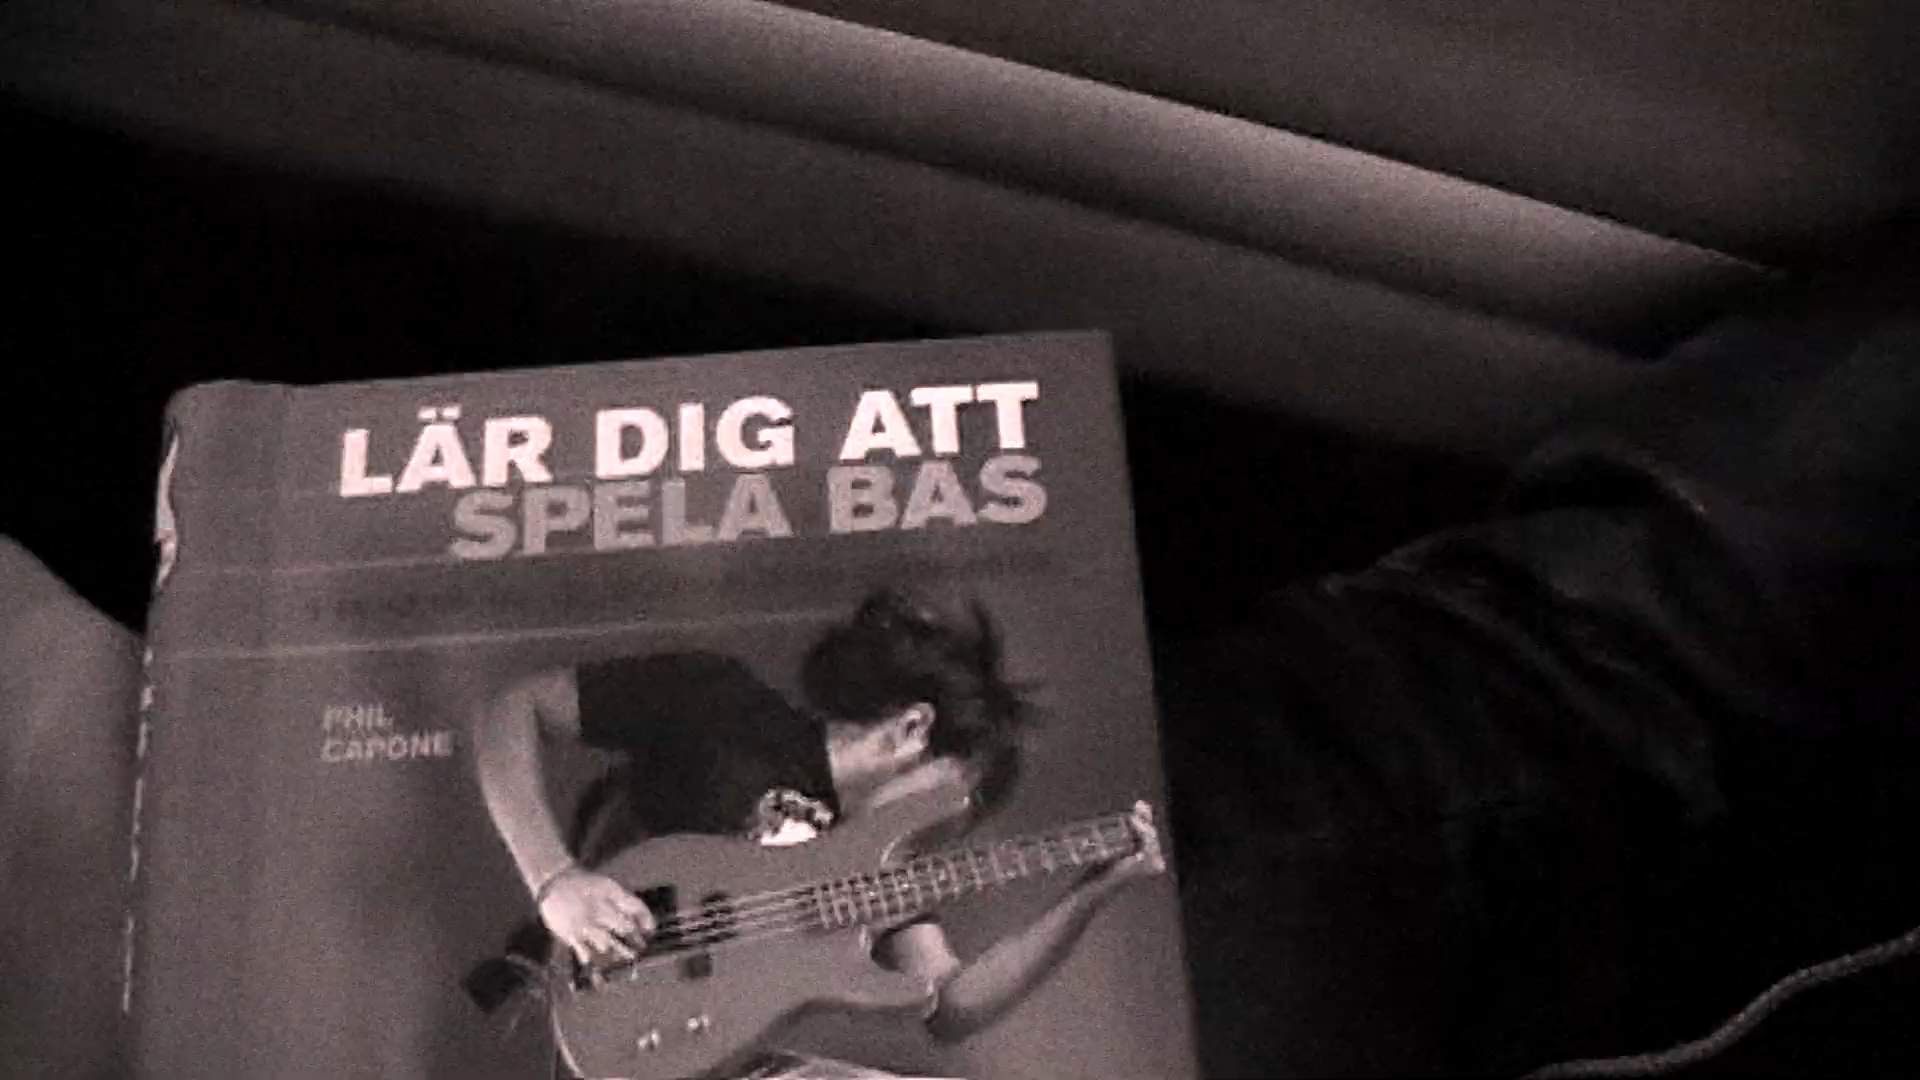 LÄR DIG ATT
SPELA BAS
PHIL
CAPONE